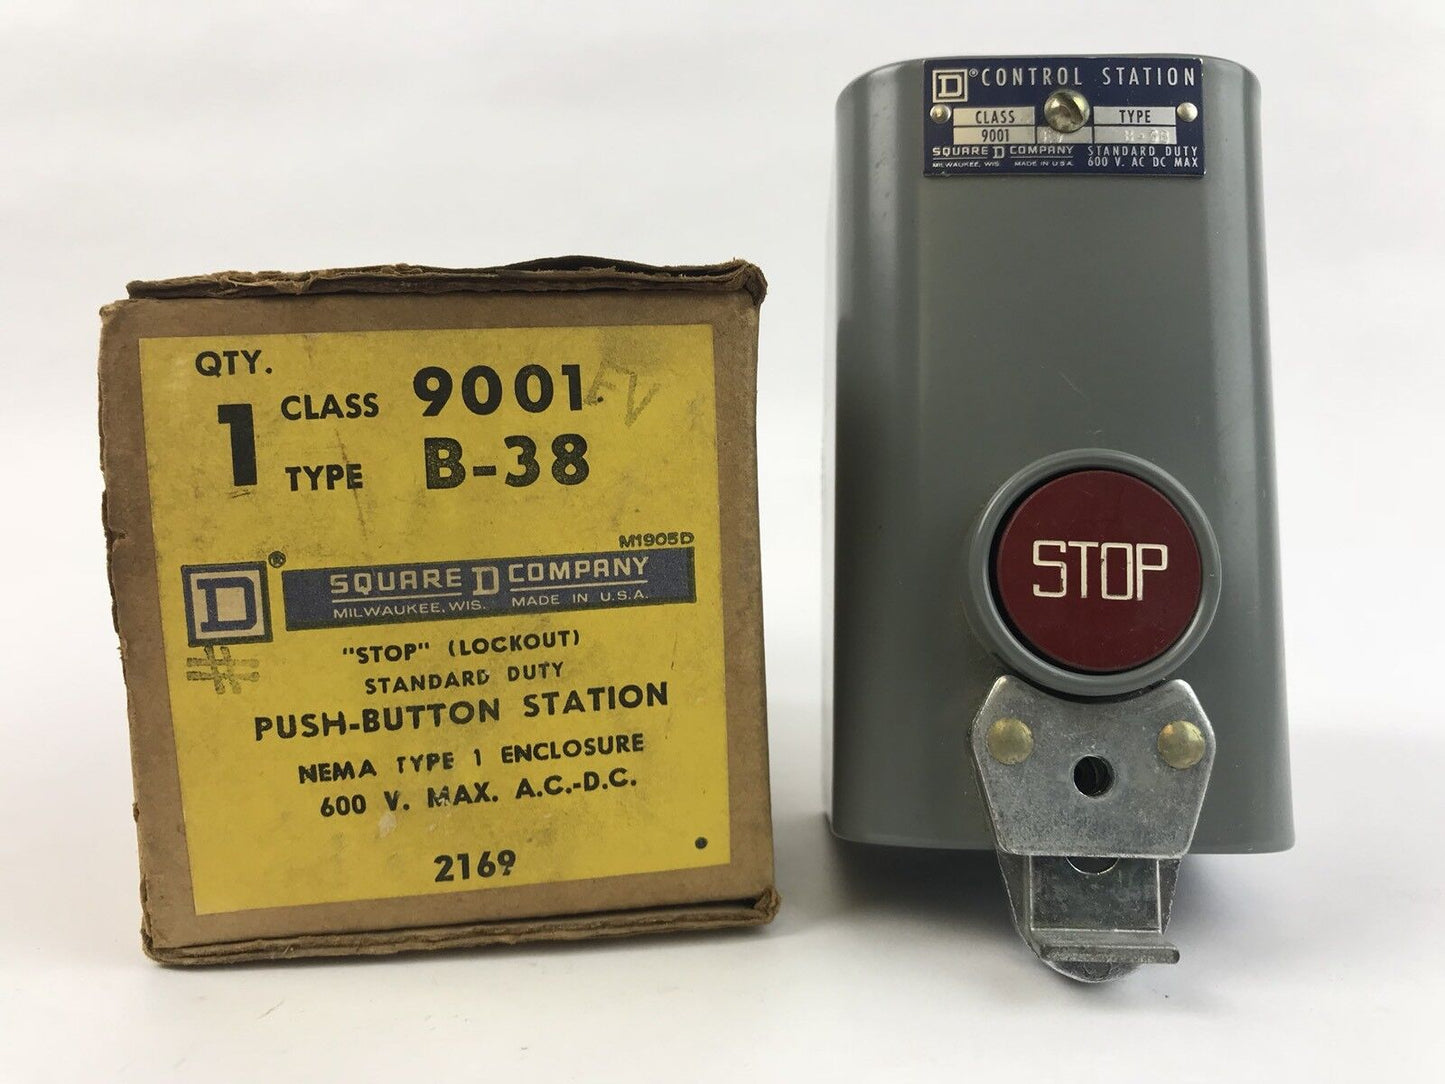 QTY.
1
CLASS 9001
TYPE B-38
M1905D
D®
SQUARE D COMPANY
MILWAUKEE, WIS. MADE IN U.S.A.
"STOP" (LOCKOUT)
STANDARD DUTY
PUSH-BUTTON STATION
NEMA TYPE 1 ENCLOSURE
600 V. MAX. A.C.-D.C.
2169
D® CONTROL STATION
CLASS TYPE
9001
SQUARE D COMPANY STANDARD DUTY
MILWAUKEE, WIS. MADE IN U.S.A. 600 V. AC DC MAX
STOP